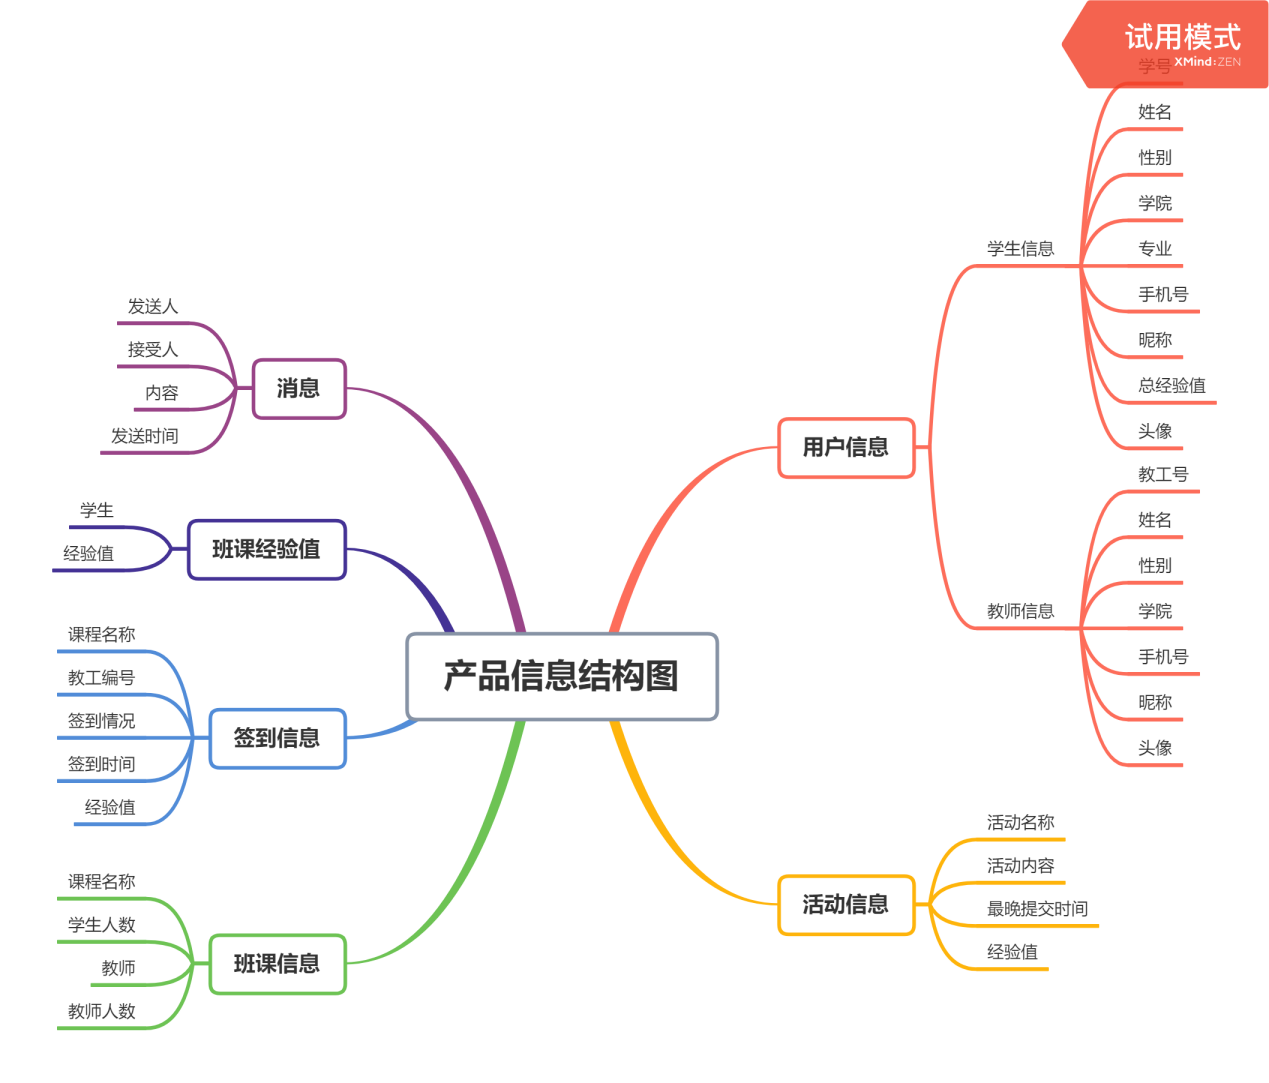 试用模式
XMind:ZEN
产品信息结构图
用户信息
学生信息
学号
姓名
性别
学院
专业
手机号
昵称
总经验值
头像
教师信息
教工号
姓名
性别
学院
手机号
昵称
头像
活动信息
活动名称
活动内容
最晚提交时间
经验值
消息
发送人
接受人
内容
发送时间
班课经验值
学生
经验值
签到信息
课程名称
教工编号
签到情况
签到时间
经验值
班课信息
课程名称
学生人数
教师
教师人数